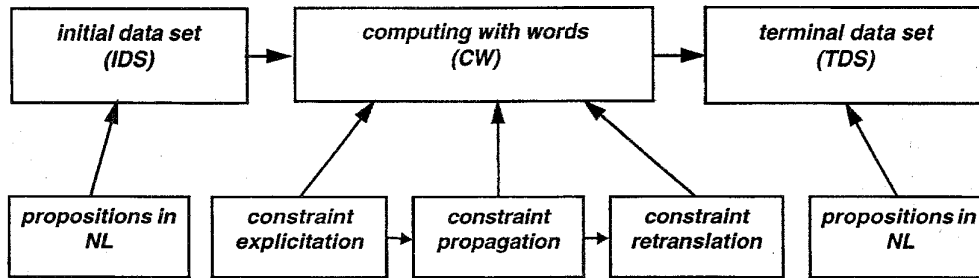 initial data set
(IDS)
computing with words
(CW)
terminal data set
(TDS)
propositions in
NL
constraint
explicitation
constraint
propagation
constraint
retranslation
propositions in
NL